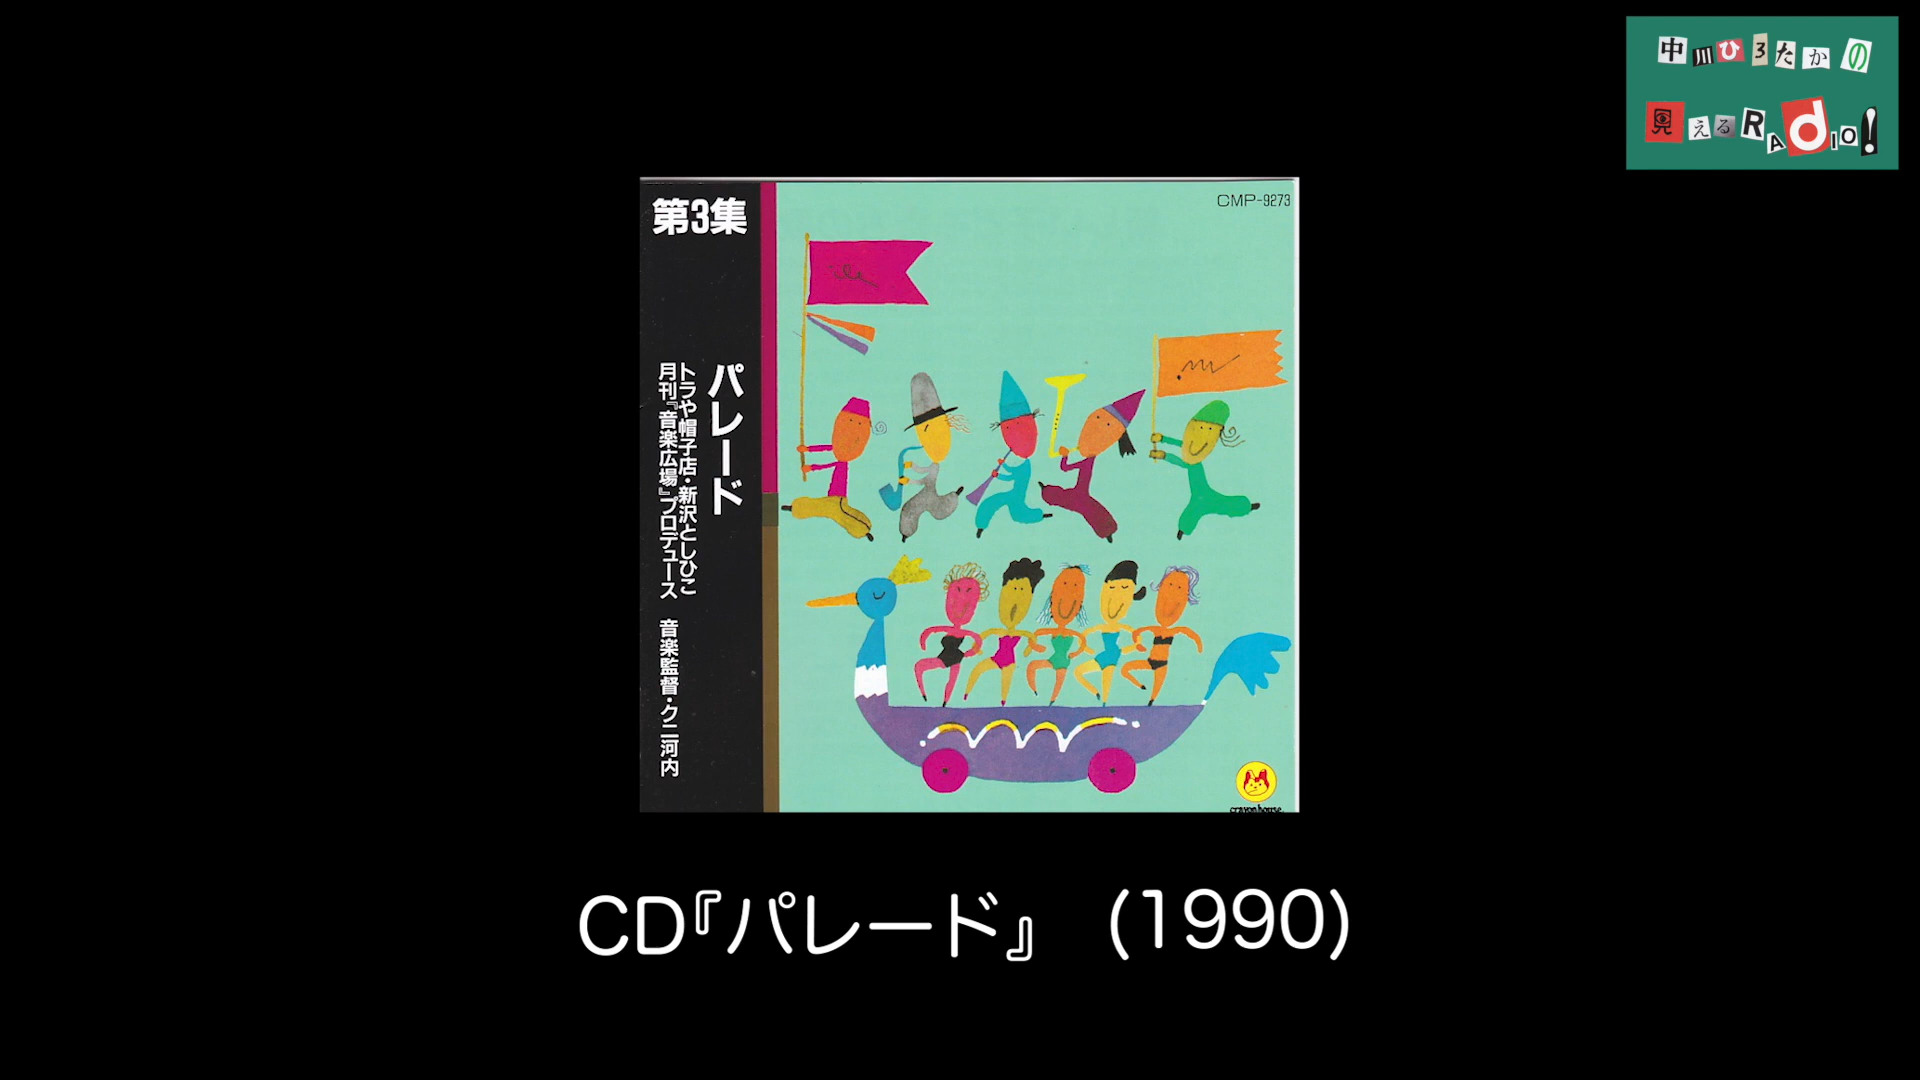 中川ひろたかの
見えるRAdIO!
第3集
CMP-9273
パレード
トラや帽子店・新沢としひこ
月刊『音楽広場』プロデュース 音楽監督・クニ河内
crayonhouse
CD『パレード』 (1990)